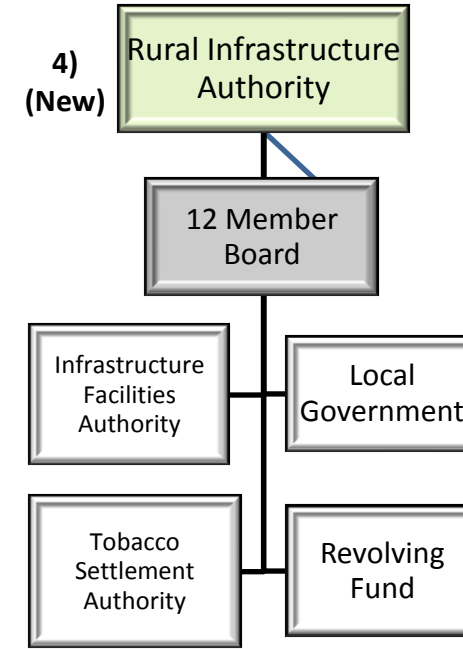 4)
(New)
Rural Infrastructure
Authority
12 Member
Board
Infrastructure
Facilities
Authority
Local
Government
Tobacco
Settlement
Authority
Revolving
Fund